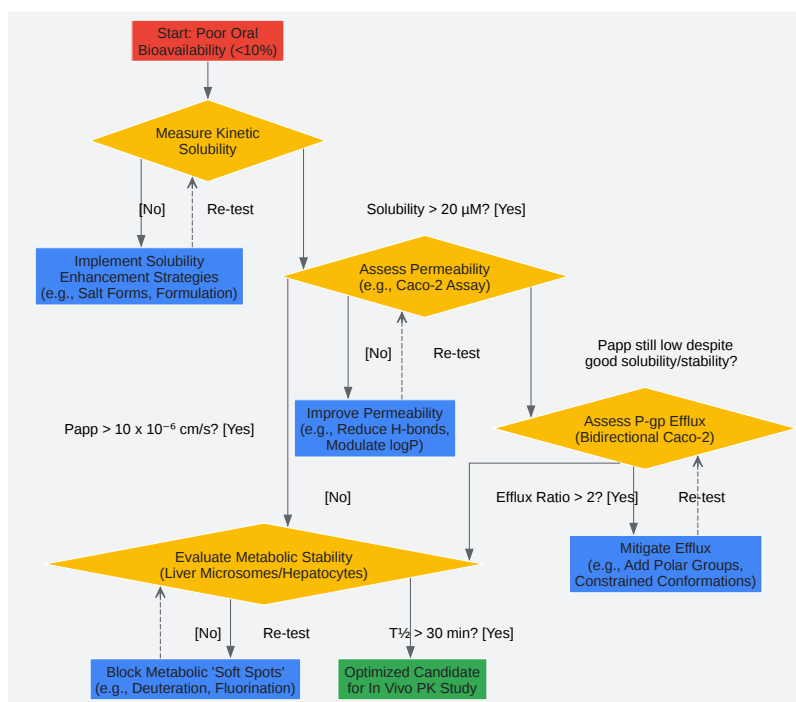 Start: Poor Oral
Bioavailability (<10%)
Measure Kinetic
Solubility
[No]
Re-test
Solubility > 20 µM? [Yes]
Implement Solubility
Enhancement Strategies
(e.g., Salt Forms, Formulation)
Assess Permeability
(e.g., Caco-2 Assay)
[No]
Re-test
Papp still low despite
good solubility/stability?
Papp > 10 x 10⁻⁶ cm/s? [Yes]
Improve Permeability
(e.g., Reduce H-bonds,
Modulate logP)
Assess P-gp Efflux
(Bidirectional Caco-2)
[No]
Efflux Ratio > 2? [Yes]
Re-test
Mitigate Efflux
(e.g., Add Polar Groups,
Constrained Conformations)
Evaluate Metabolic Stability
(Liver Microsomes/Hepatocytes)
[No]
Re-test
T½ > 30 min? [Yes]
Block Metabolic 'Soft Spots'
(e.g., Deuteration, Fluorination)
Optimized Candidate
for In Vivo PK Study